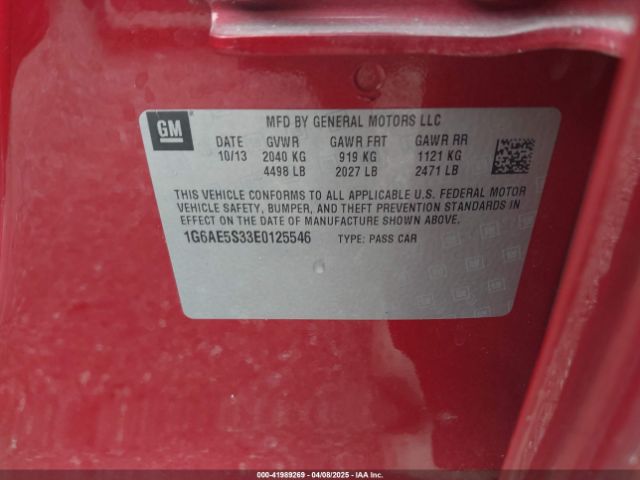 GM
MFD BY GENERAL MOTORS LLC
DATE GVWR GAWR FRT GAWR RR
10/13 2040 KG 919 KG 1121 KG
4498 LB 2027 LB 2471 LB
THIS VEHICLE CONFORMS TO ALL APPLICABLE U.S. FEDERAL MOTOR
VEHICLE SAFETY, BUMPER, AND THEFT PREVENTION STANDARDS IN
EFFECT ON THE DATE OF MANUFACTURE SHOWN ABOVE.
1G6AE5S33E0125546 TYPE: PASS CAR
000-41989269 - 04/08/2025 - IAA Inc.